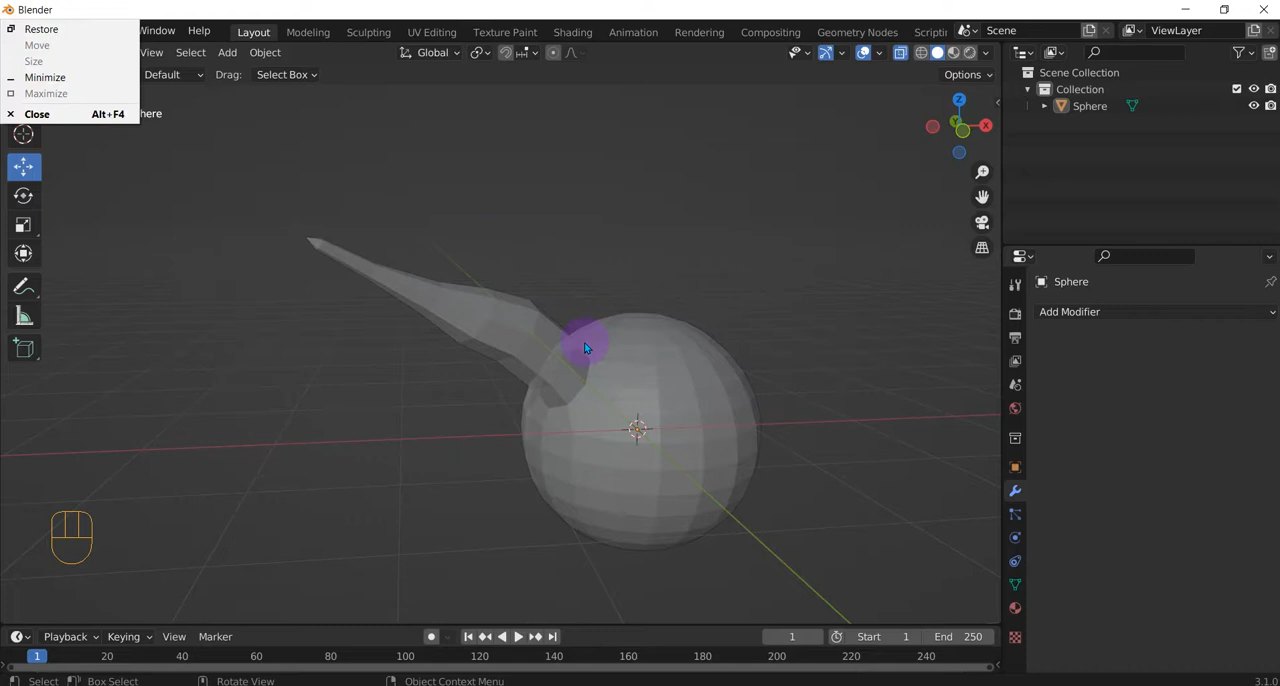 Blender
Restore
Move
Size
Minimize
Maximize
Close Alt+F4
Window Help Layout Modeling Sculpting UV Editing Texture Paint Shading Animation Rendering Compositing Geometry Nodes Scriptin Scene ViewLayer
View Select Add Object Global
Default Drag: Select Box Options
here
Z
Y
X
Scene Collection
Collection
Sphere
Sphere
Add Modifier
Playback Keying View Marker 1 Start 1 End 250
1 20 40 60 80 100 120 140 160 180 200 220 240
Select Box Select Rotate View Object Context Menu 3.1.0